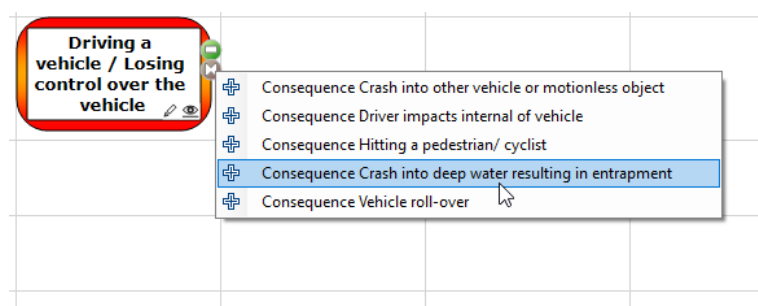 Driving a
vehicle / Losing
control over the
vehicle
Consequence Crash into other vehicle or motionless object
Consequence Driver impacts internal of vehicle
Consequence Hitting a pedestrian/ cyclist
Consequence Crash into deep water resulting in entrapment
Consequence Vehicle roll-over